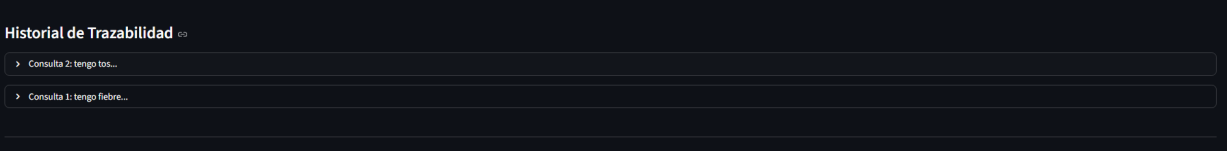 Historial de Trazabilidad
Consulta 2: tengo tos...
Consulta 1: tengo fiebre...